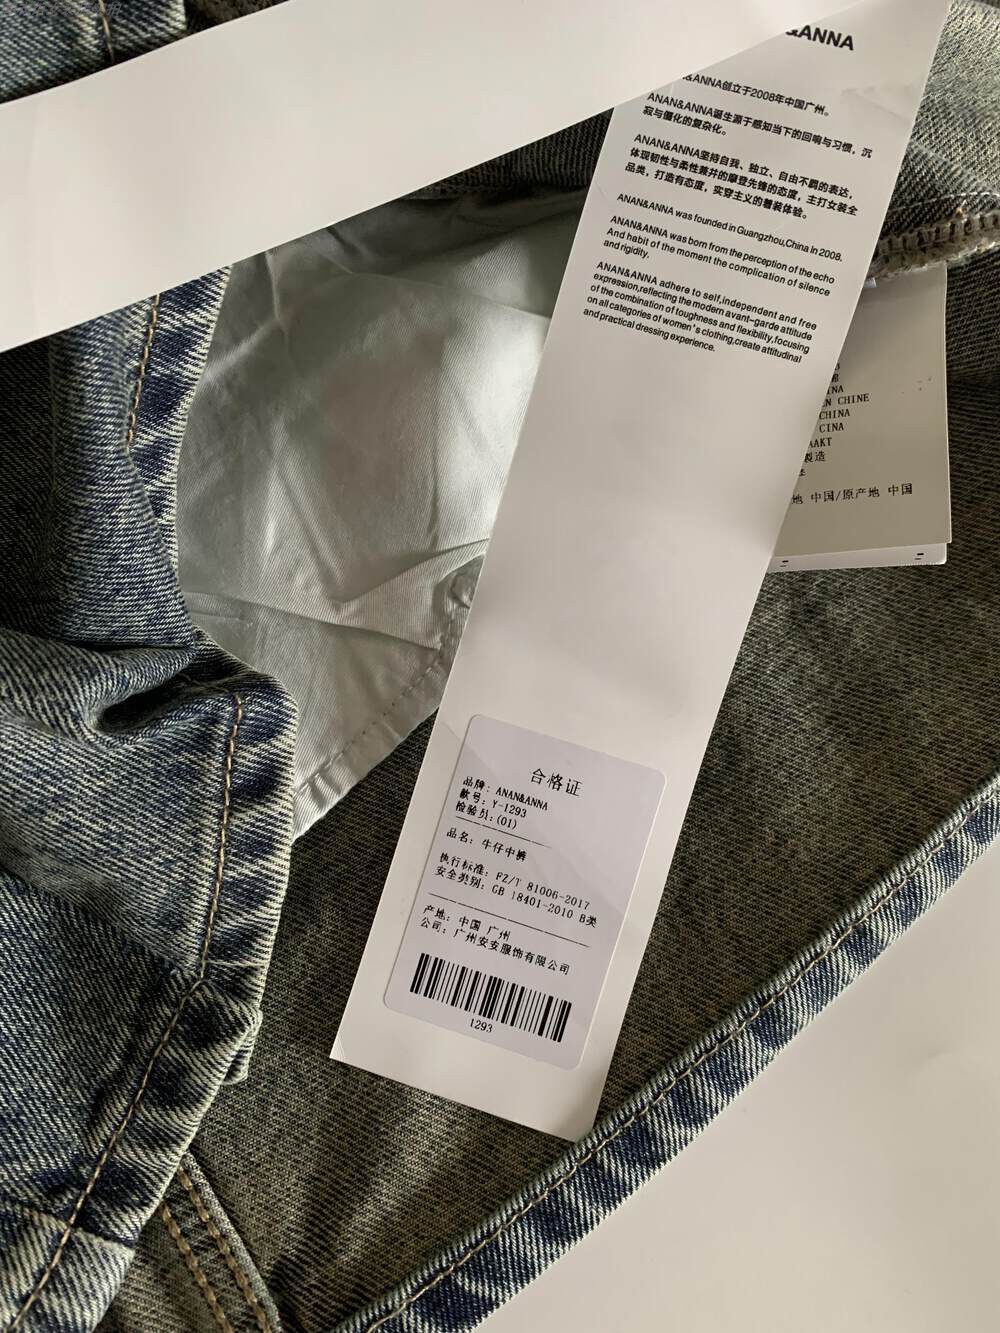 &ANNA
&ANNA创立于2008年中国广州。
ANAN&ANNA诞生源于感知当下的回响与习惯，沉
寂与僵化的复杂化。
ANAN&ANNA坚持自我、独立、自由不羁的表达，
体现韧性与柔性兼并的摩登先锋的态度，主打女装全
品类，打造有态度，实穿主义的着装体验。
ANAN&ANNA was founded in Guangzhou,China in 2008.
ANAN&ANNA was born from the perception of the echo
And habit of the moment the complication of silence
and rigidity.
ANAN&ANNA adhere to self,independent and free
expression,reflecting the modern avant-garde attitude
of the combination of toughness and flexibility,focusing
on all categories of women's clothing,create attitudinal
and practical dressing experience.
INA
N CHINE
CHINA
CINA
AAKT
製造
地 中国/原产地 中国
合格证
品牌: ANAN&ANNA
款号: Y-1293
检验员:(01)
品名: 牛仔中裤
执行标准: FZ/T 81006-2017
安全类别: GB 18401-2010 B类
产地: 中国 广州
公司: 广州安安服饰有限公司
1293